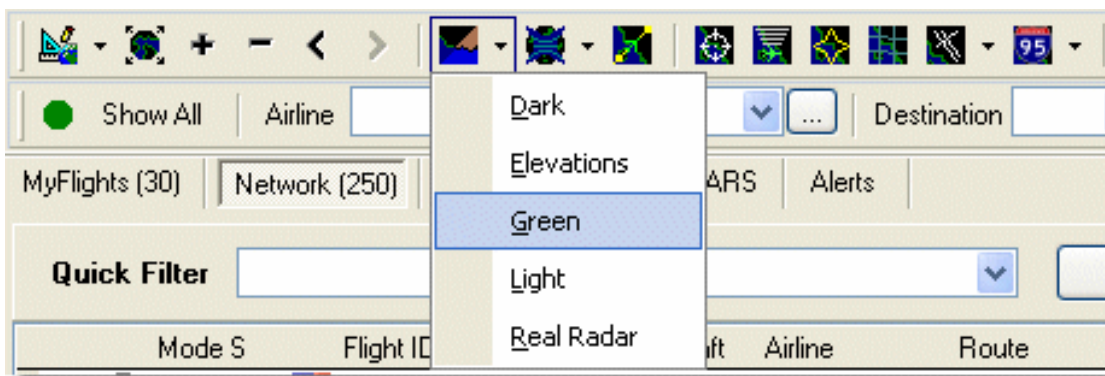 95
Show All Airline ... Destination
MyFlights (30) Network (250) ARS Alerts
Quick Filter
Mode S Flight ID ft Airline Route
Dark
Elevations
Green
Light
Real Radar